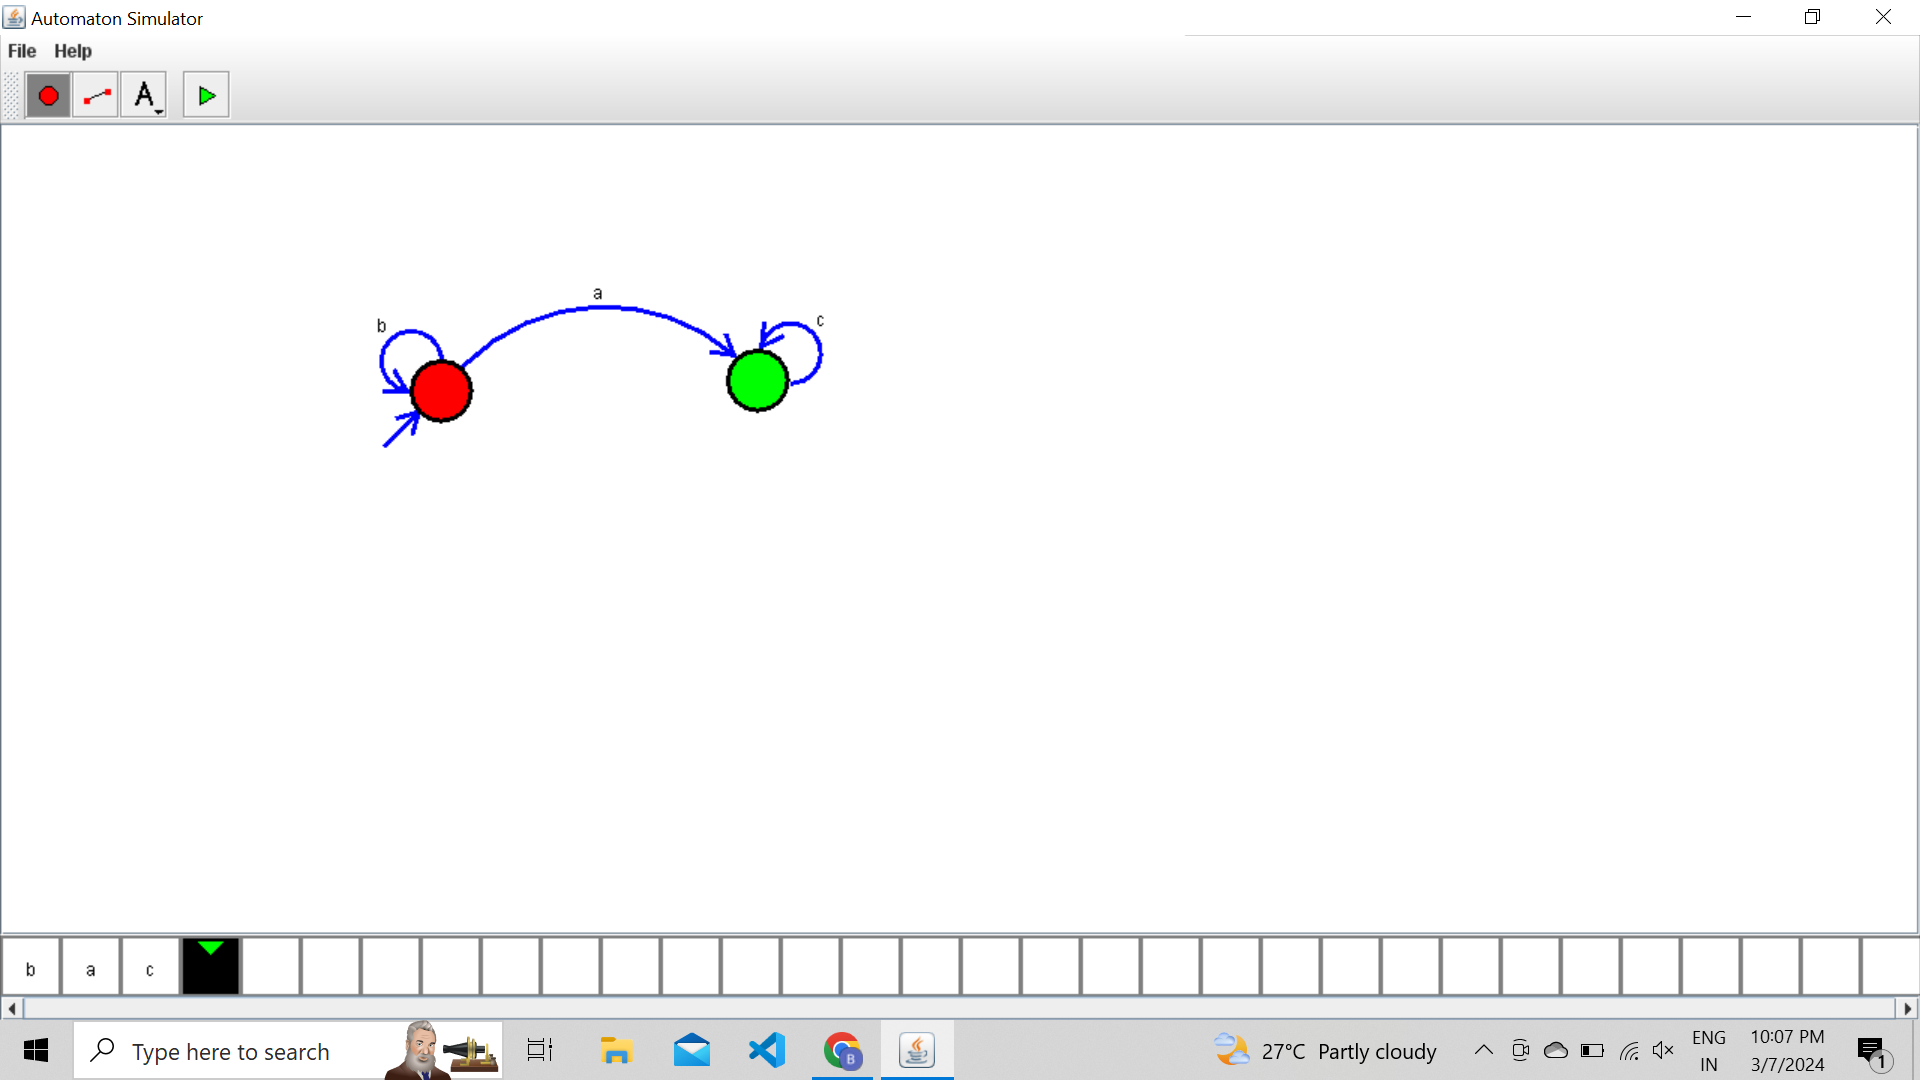 Automaton Simulator
File Help
A
a
b
c
b a c
Type here to search
B
27°C Partly cloudy
ENG
IN
10:07 PM
3/7/2024
1